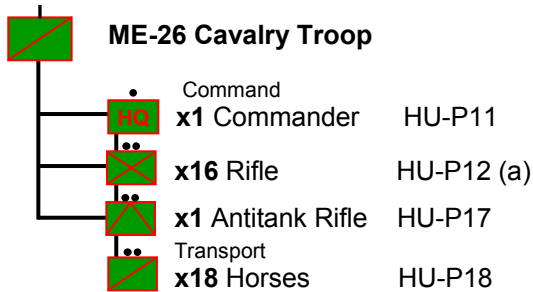 ME-26 Cavalry Troop
Command
HQ x1 Commander HU-P11
x16 Rifle HU-P12 (a)
x1 Antitank Rifle HU-P17
Transport
x18 Horses HU-P18